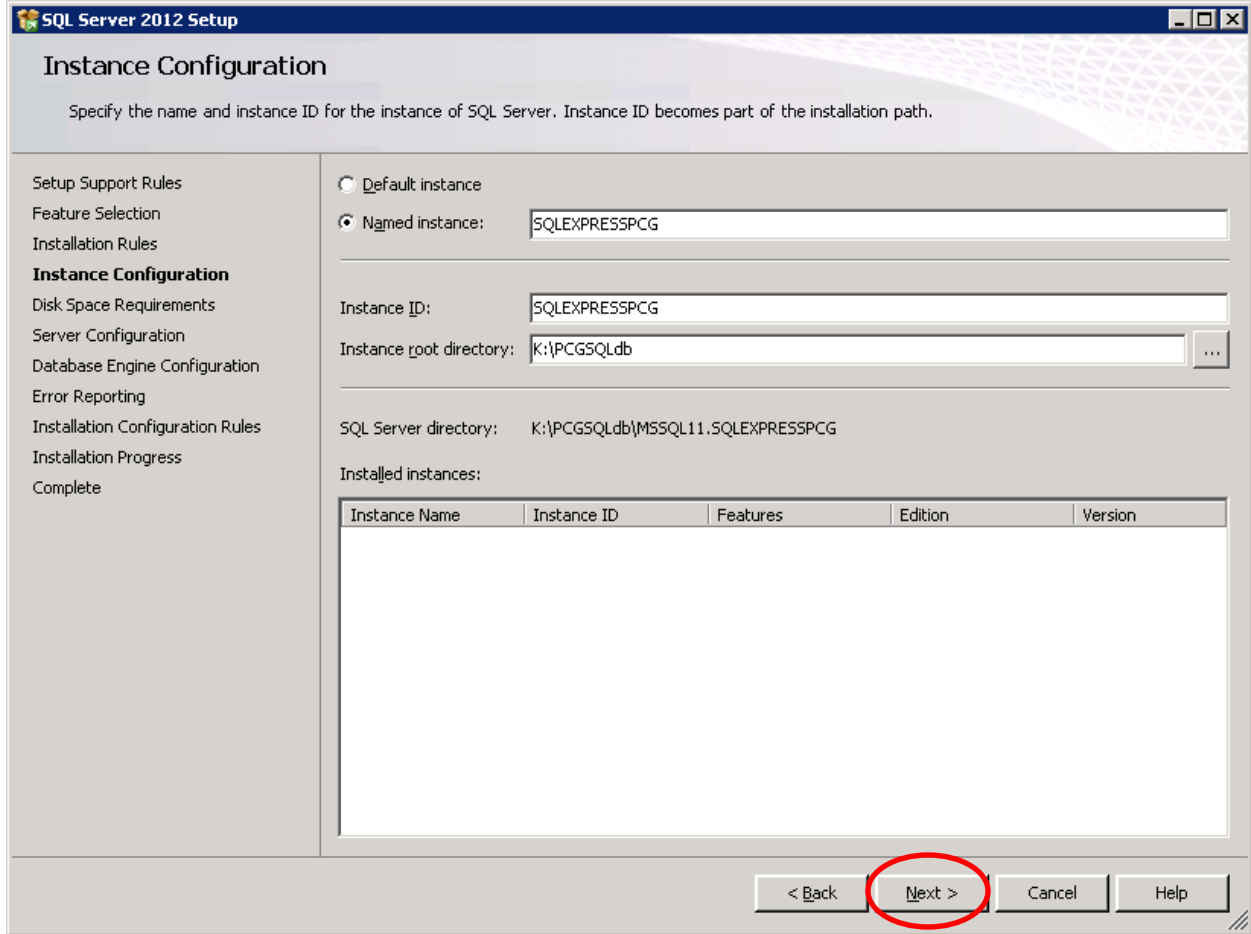 SQL Server 2012 Setup
Instance Configuration
Specify the name and instance ID for the instance of SQL Server. Instance ID becomes part of the installation path.
Setup Support Rules
Feature Selection
Installation Rules
Instance Configuration
Disk Space Requirements
Server Configuration
Database Engine Configuration
Error Reporting
Installation Configuration Rules
Installation Progress
Complete
Default instance
Named instance: SQLEXPRESSPCG
Instance ID: SQLEXPRESSPCG
Instance root directory: K:\PCGSQLdb ...
SQL Server directory: K:\PCGSQLdb\MSSQL11.SQLEXPRESSPCG
Installed instances:
Instance Name Instance ID Features Edition Version
< Back Next > Cancel Help